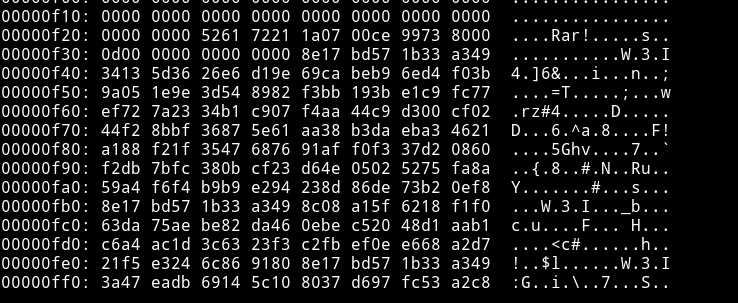 00000f10: 0000 0000 0000 0000 0000 0000 0000 0000  ................
00000f20: 0000 0000 5261 7221 1a07 00ce 9973 8000  ....Rar!.....s..
00000f30: 0d00 0000 0000 0000 8e17 bd57 1b33 a349  ...........W.3.I
00000f40: 3413 5d36 26e6 d19e 69ca beb9 6ed4 f03b  4.]6&...i...n..;
00000f50: 9a05 1e9e 3d54 8982 f3bb 193b e1c9 fc77  ....=T.....;...w
00000f60: ef72 7a23 34b1 c907 f4aa 44c9 d300 cf02  .rz#4.....D.....
00000f70: 44f2 8bbf 3687 5e61 aa38 b3da eba3 4621  D...6.^a.8....F!
00000f80: a188 f21f 3547 6876 91af f0f3 37d2 0860  ....5Ghv....7..`
00000f90: f2db 7bfc 380b cf23 d64e 0502 5275 fa8a  ..{.8..#.N..Ru..
00000fa0: 59a4 f6f4 b9b9 e294 238d 86de 73b2 0ef8  Y.......#...s...
00000fb0: 8e17 bd57 1b33 a349 8c08 a15f 6218 f1f0  ...W.3.I..._b...
00000fc0: 63da 75ae be82 da46 0ebe c520 48d1 aab1  c.u....F... H...
00000fd0: c6a4 ac1d 3c63 23f3 c2fb ef0e e668 a2d7  ....<c#......h..
00000fe0: 21f5 e324 6c86 9180 8e17 bd57 1b33 a349  !..$l......W.3.I
00000ff0: 3a47 eadb 6914 5c10 8037 d697 fc53 a2c8  :G..i.\..7...S..